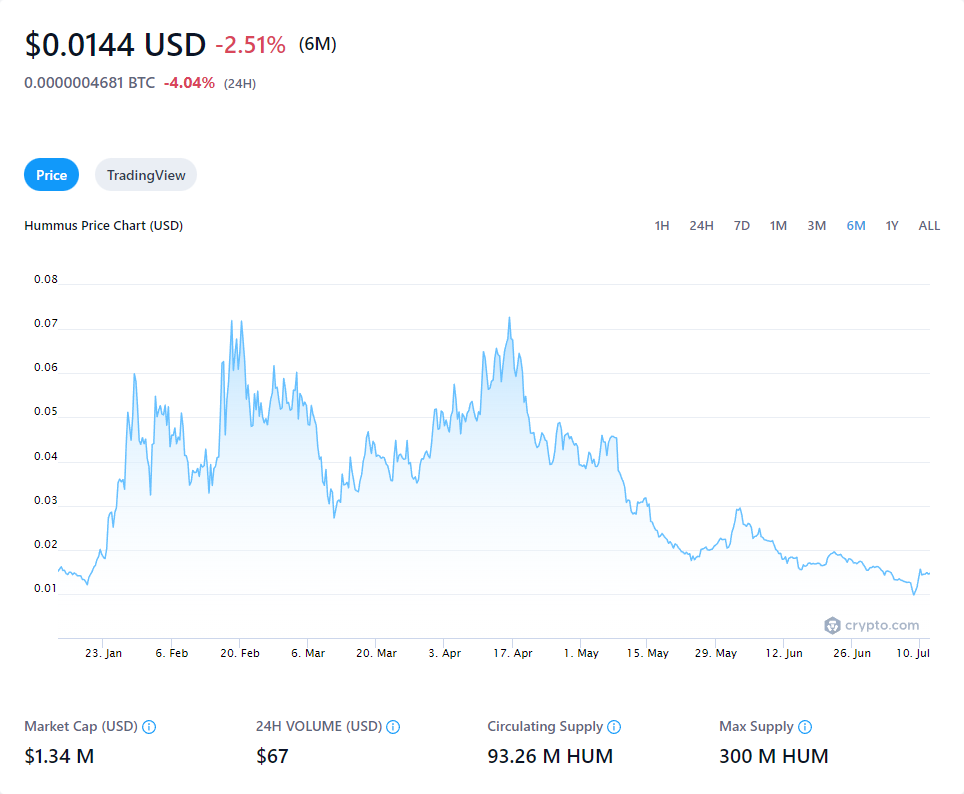 $0.0144 USD -2.51% (6M)
0.0000004681 BTC -4.04% (24H)
Price TradingView
Hummus Price Chart (USD) 1H 24H 7D 1M 3M 6M 1Y ALL
0.08
0.07
0.06
0.05
0.04
0.03
0.02
0.01
crypto.com
23. Jan 6. Feb 20. Feb 6. Mar 20. Mar 3. Apr 17. Apr 1. May 15. May 29. May 12. Jun 26. Jun 10. Jul
Market Cap (USD) 24H VOLUME (USD) Circulating Supply Max Supply
$1.34 M $67 93.26 M HUM 300 M HUM